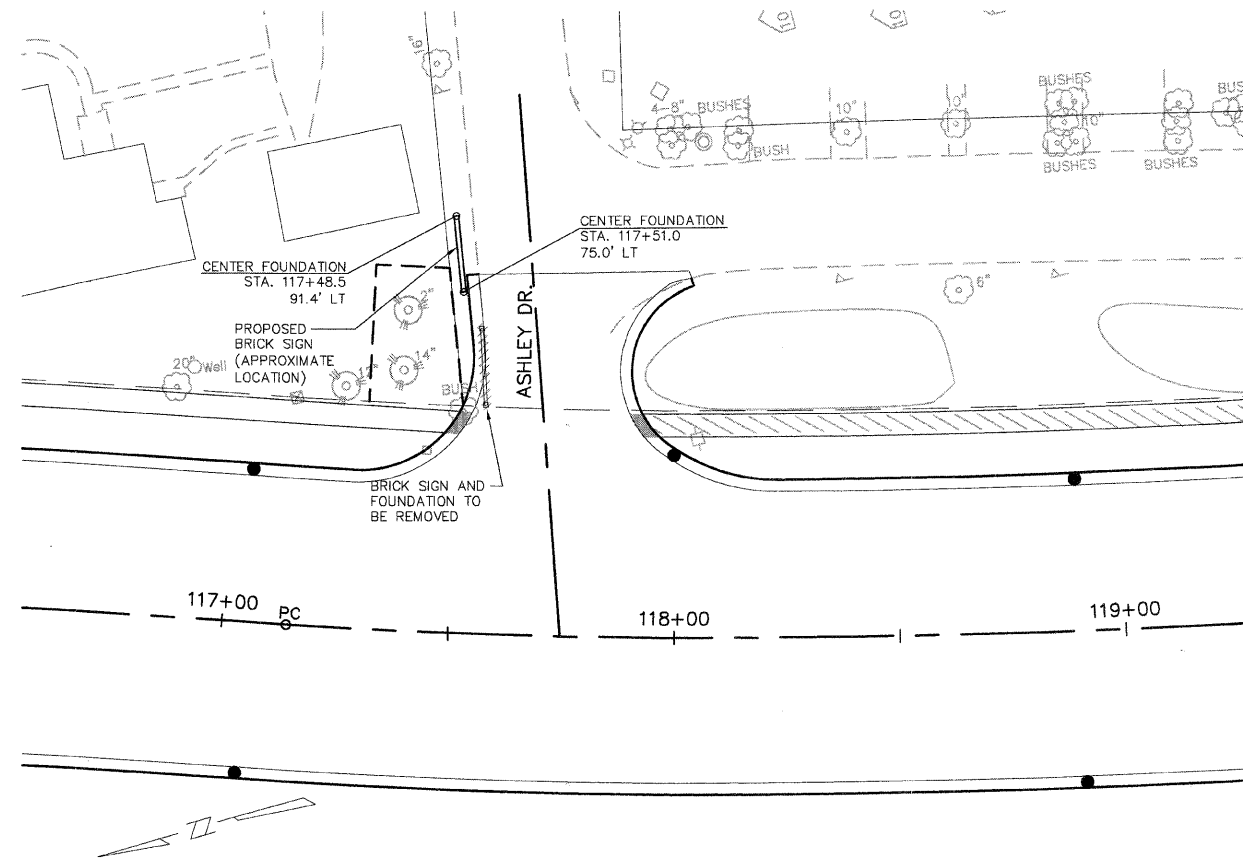 10
10
16"
BUSHES
BUS
4-8"
BUSHES
10"
10"
BUSH
BUSHES
BUSHES
CENTER FOUNDATION
STA. 117+51.0
75.0' LT
CENTER FOUNDATION
STA. 117+48.5
91.4' LT
ASHLEY DR.
6"
PROPOSED
BRICK SIGN
(APPROXIMATE
LOCATION)
20"
Well
14"
BUSH
BRICK SIGN AND
FOUNDATION TO
BE REMOVED
117+00
PC
118+00
119+00